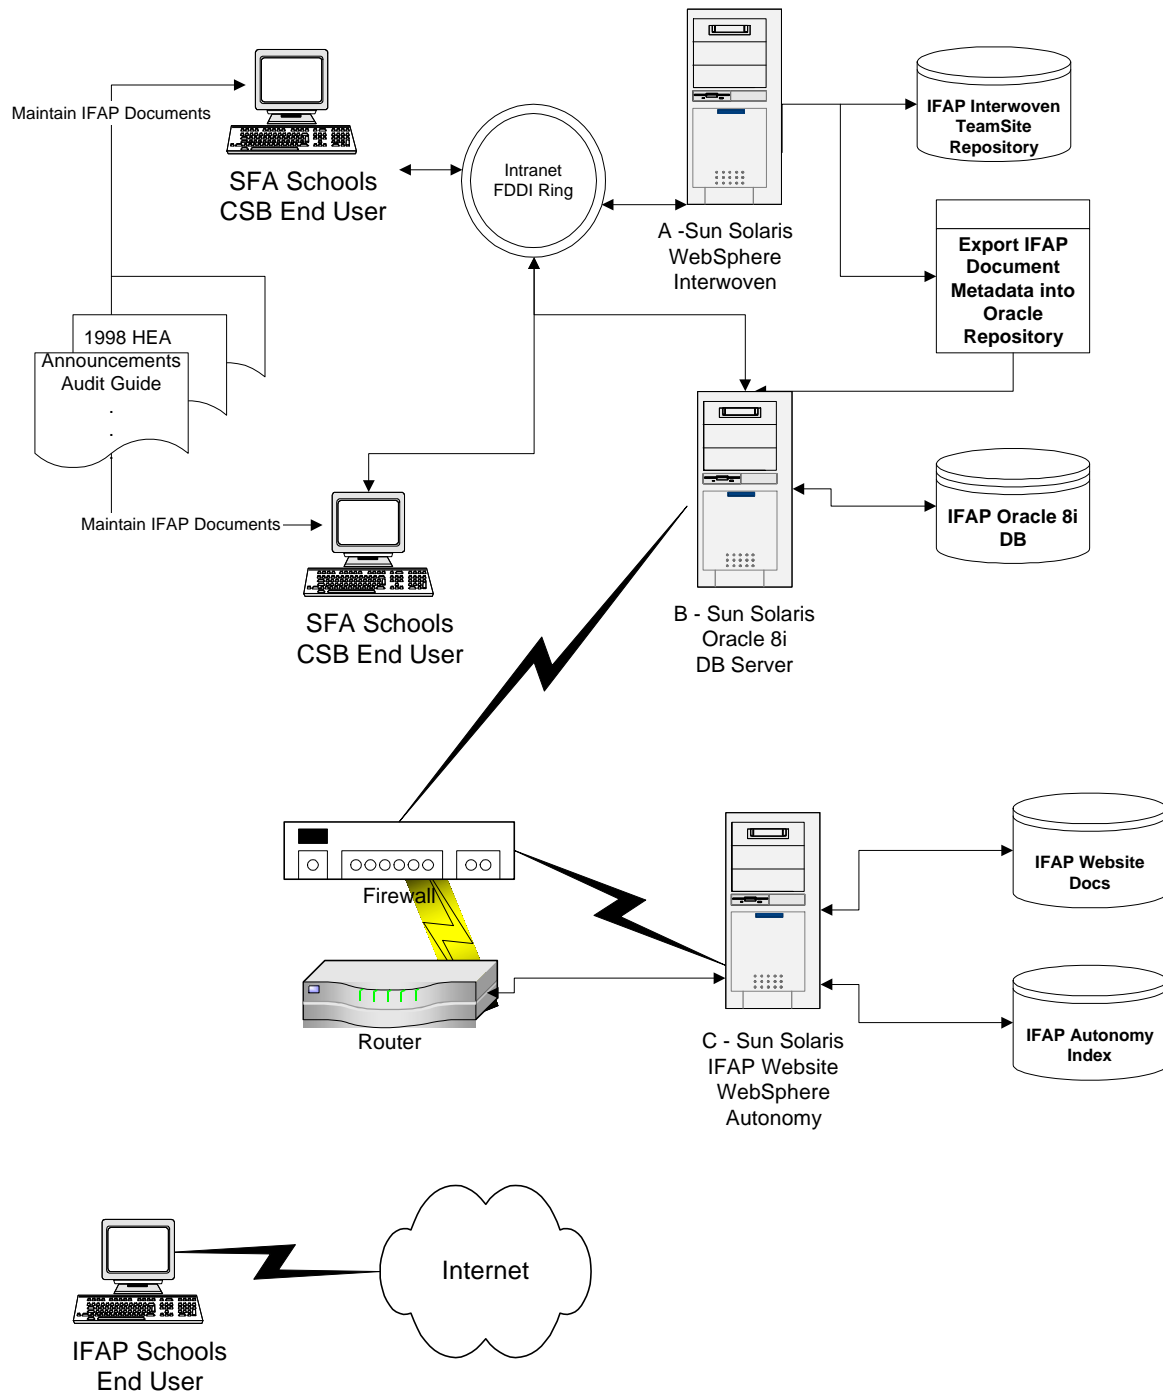 Maintain IFAP Documents
SFA Schools
CSB End User
Intranet
FDDI Ring
A -Sun Solaris
WebSphere
Interwoven
IFAP Interwoven
TeamSite
Repository
Export IFAP
Document
Metadata into
Oracle
Repository
1998 HEA
Announcements
Audit Guide
.
.
.
Maintain IFAP Documents
SFA Schools
CSB End User
B - Sun Solaris
Oracle 8i
DB Server
IFAP Oracle 8i
DB
Firewall
Router
C - Sun Solaris
IFAP Website
WebSphere
Autonomy
IFAP Website
Docs
IFAP Autonomy
Index
Internet
IFAP Schools
End User